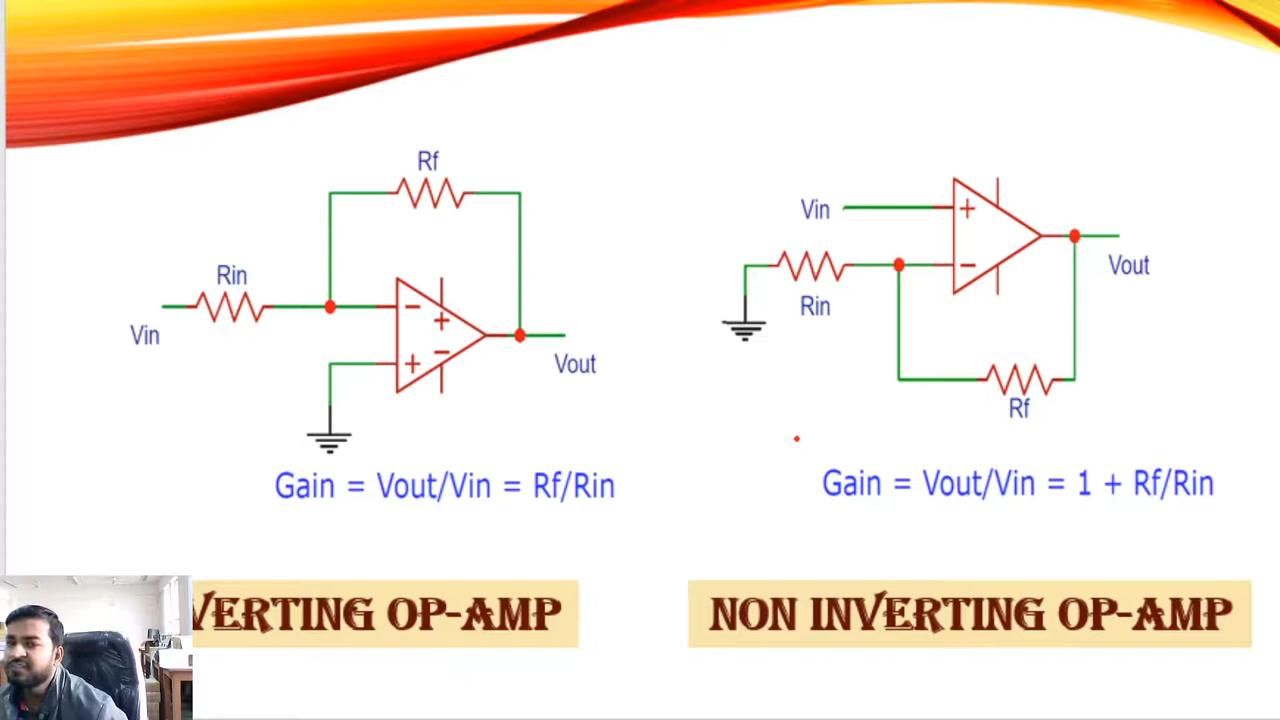 Rf
Rin
Vin
Vout
Gain = Vout/Vin = Rf/Rin
VERTING OP-AMP
Vin
Rin
Vout
Rf
Gain = Vout/Vin = 1 + Rf/Rin
NON INVERTING OP-AMP